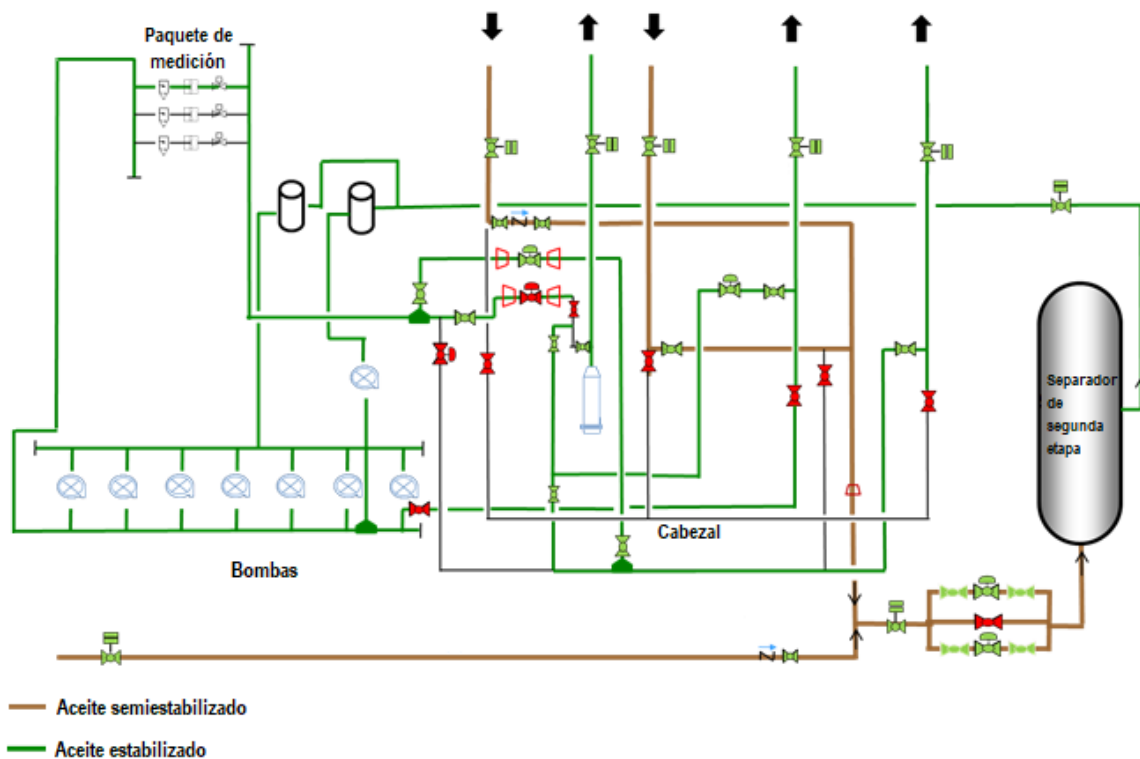 Paquete de
medición
Separador
de
segunda
etapa
Cabezal
Bombas
Aceite semiestabilizado
Aceite estabilizado